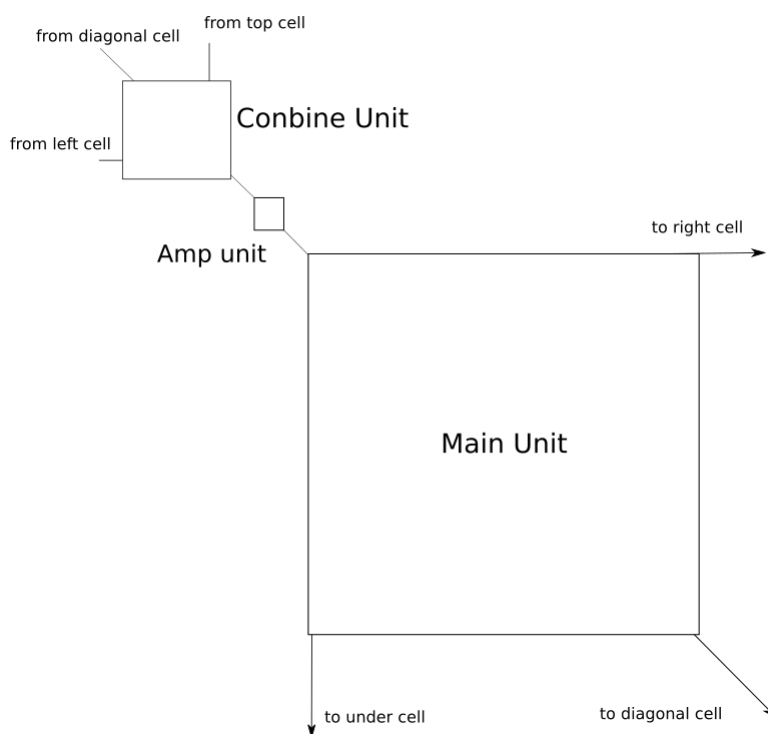 from top cell
from diagonal cell
Conbine Unit
from left cell
to right cell
Amp unit
Main Unit
to diagonal cell
to under cell